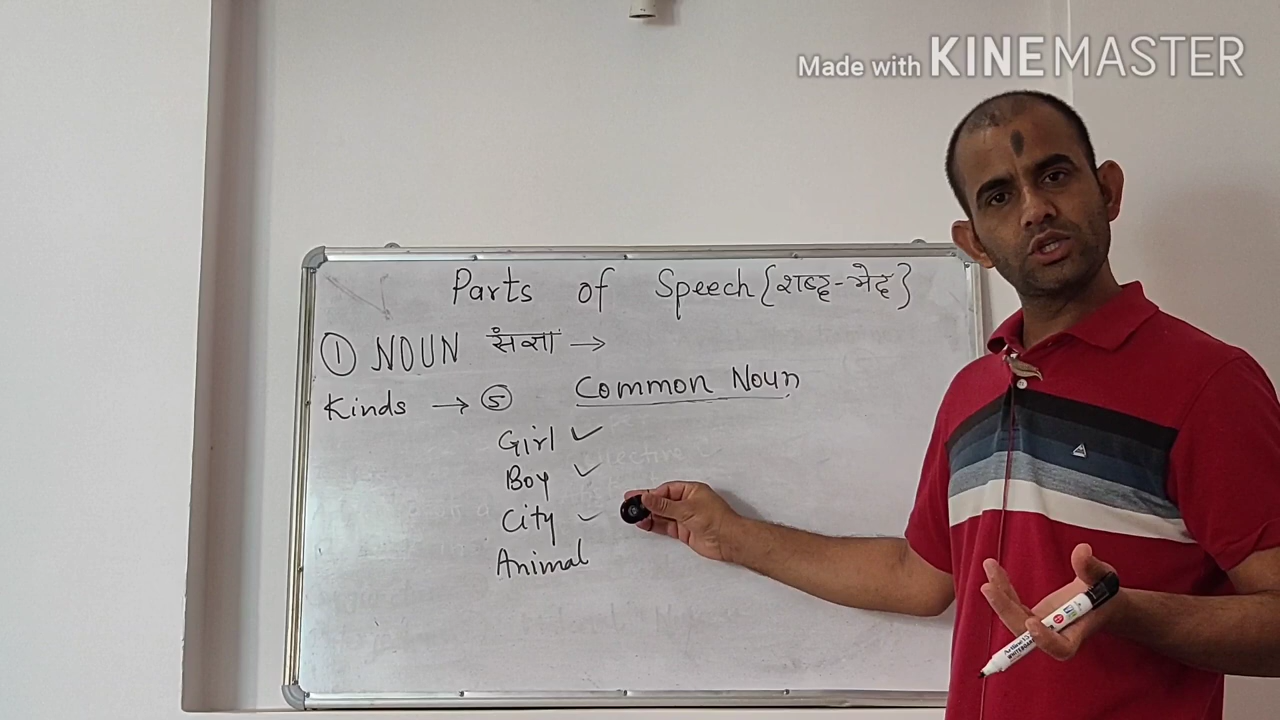 Made with KINEMASTER
Parts of Speech {शब्द-भेद}
① NOUN संज्ञा →
Kinds → ⑤ Common Noun
Girl ✓
Boy ✓
City ✓
Animal